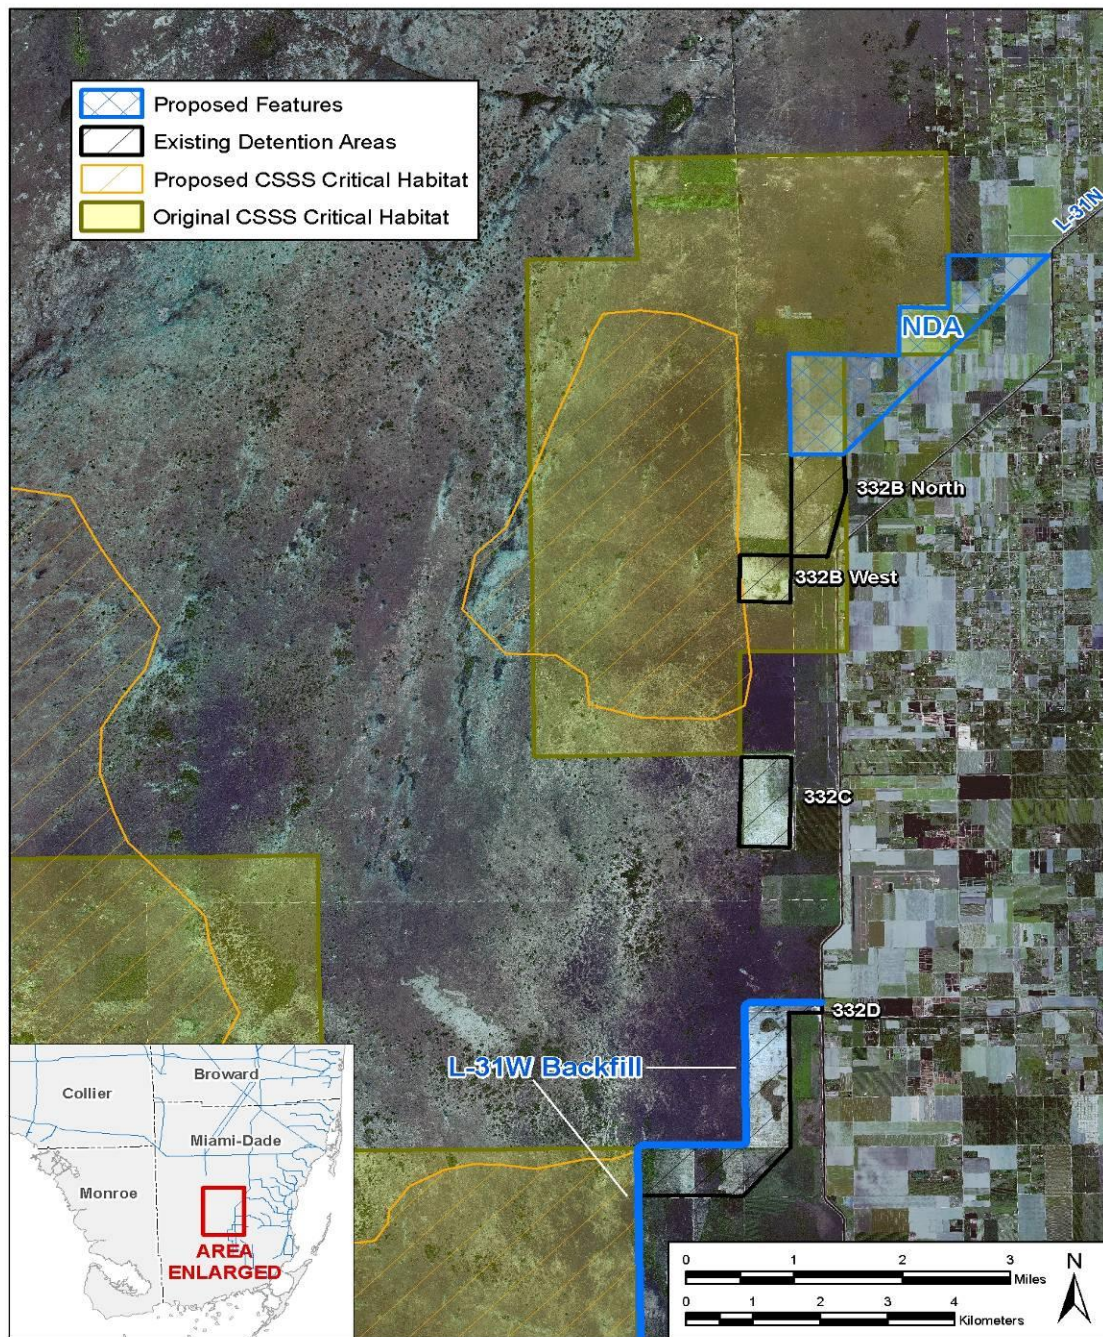 Proposed Features
Existing Detention Areas
Proposed CSSS Critical Habitat
Original CSSS Critical Habitat
L-31N
NDA
332B North
332B West
332C
332D
L-31W Backfill
Collier
Broward
Miami-Dade
Monroe
AREA
ENLARGED
0 1 2 3
Miles
0 1 2 3 4
Kilometers
N